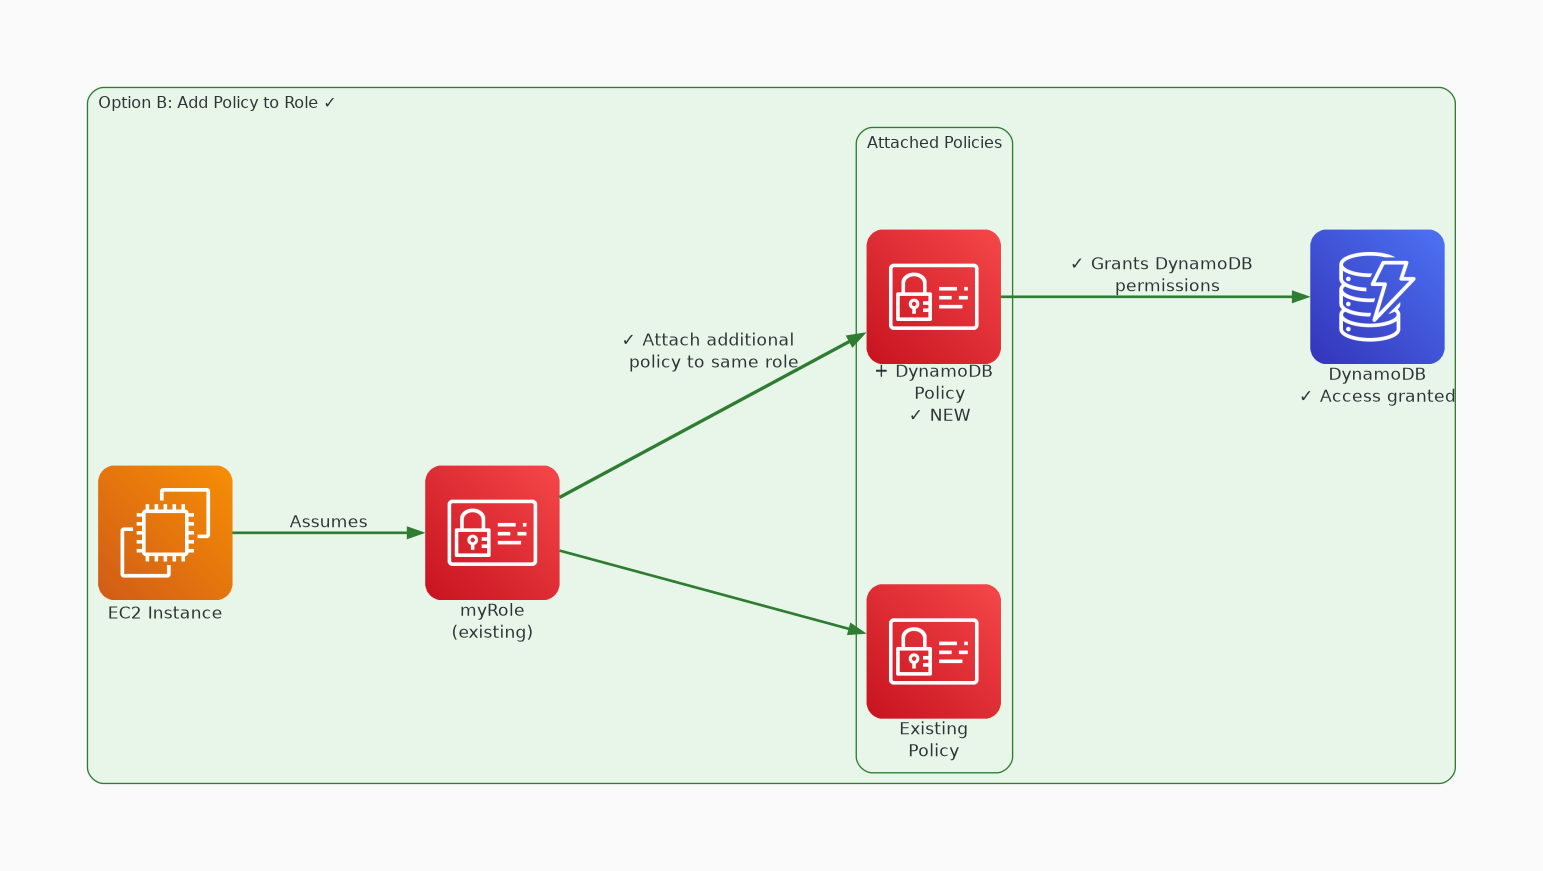 Option B: Add Policy to Role ✓
Attached Policies
✓ Grants DynamoDB
permissions
✓ Attach additional
policy to same role
+ DynamoDB
Policy
✓ NEW
DynamoDB
✓ Access granted
Assumes
EC2 Instance
myRole
(existing)
Existing
Policy